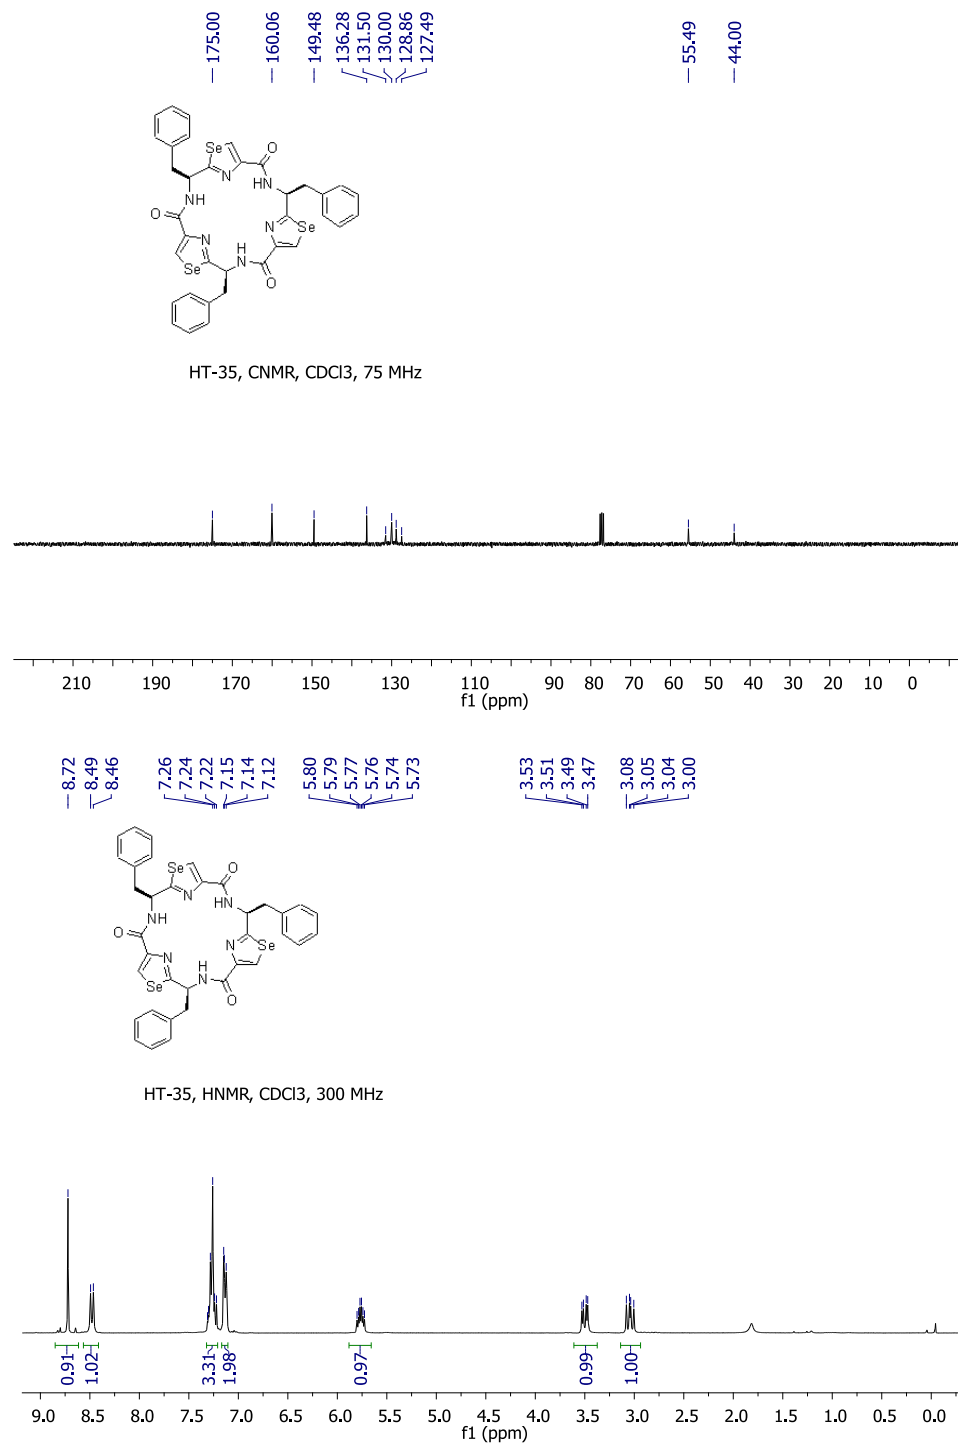 175.00
160.06
149.48
136.28
131.50
130.00
128.86
127.49
55.49
44.00
Se
N
O
HN
NH
O
N
Se
N
Se
H
N
O
HT-35, CNMR, CDCl3, 75 MHz
210 190 170 150 130 110 90 80 70 60 50 40 30 20 10 0
f1 (ppm)
8.72
8.49
8.46
7.26
7.24
7.22
7.15
7.14
7.12
5.80
5.79
5.77
5.76
5.74
5.73
3.53
3.51
3.49
3.47
3.08
3.05
3.04
3.00
Se
N
O
HN
NH
O
N
Se
N
Se
H
N
O
HT-35, HNMR, CDCl3, 300 MHz
0.91
1.02
3.31
1.98
0.97
0.99
1.00
9.0 8.5 8.0 7.5 7.0 6.5 6.0 5.5 5.0 4.5 4.0 3.5 3.0 2.5 2.0 1.5 1.0 0.5 0.0
f1 (ppm)